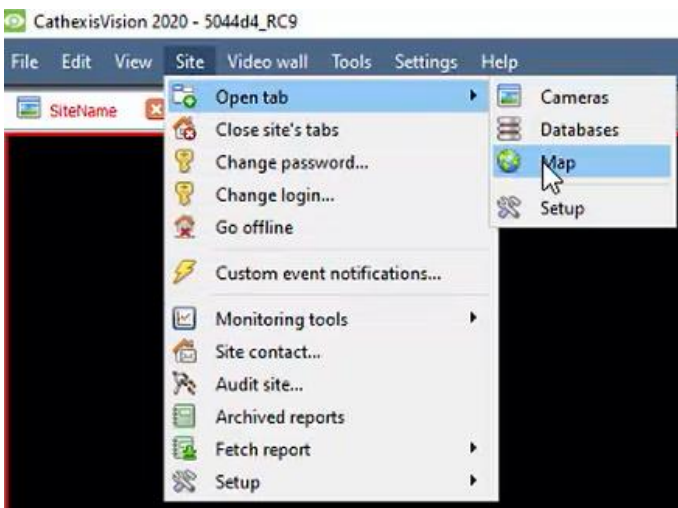 CathexisVision 2020 - 5044d4_RC9
File Edit View Site Video wall Tools Settings Help
SiteName
Open tab
Close site's tabs
Change password...
Change login...
Go offline
Custom event notifications...
Monitoring tools
Site contact...
Audit site...
Archived reports
Fetch report
Setup
Cameras
Databases
Map
Setup